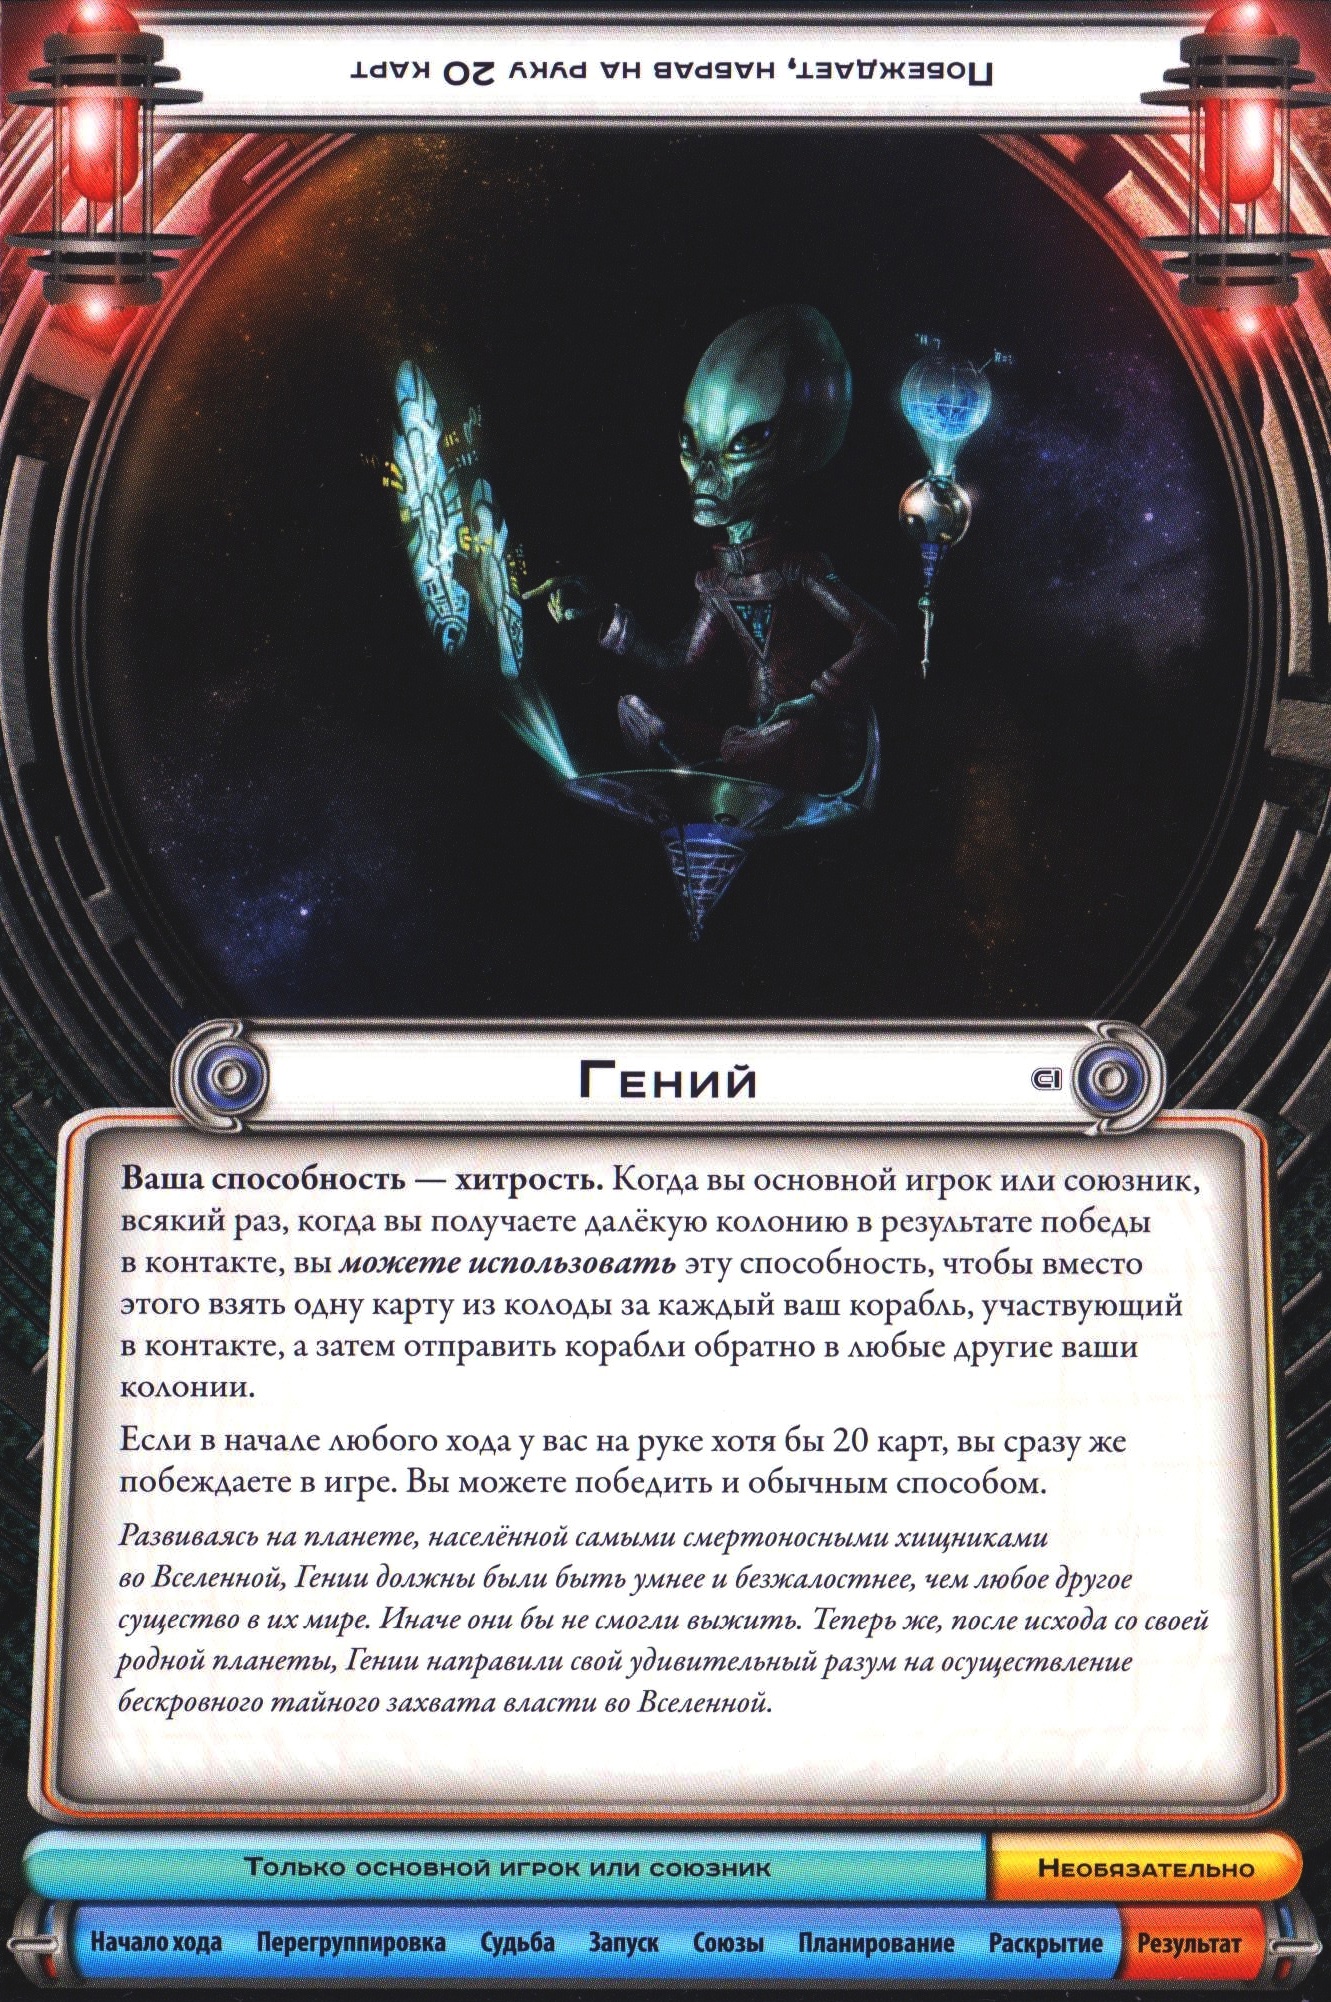 Побеждает, набрав на руку 20 карт
Гений
Ваша способность — хитрость. Когда вы основной игрок или союзник,
всякий раз, когда вы получаете далёкую колонию в результате победы
в контакте, вы можете использовать эту способность, чтобы вместо
этого взять одну карту из колоды за каждый ваш корабль, участвующий
в контакте, а затем отправить корабли обратно в любые другие ваши
колонии.
Если в начале любого хода у вас на руке хотя бы 20 карт, вы сразу же
побеждаете в игре. Вы можете победить и обычным способом.
Развиваясь на планете, населённой самыми смертоносными хищниками
во Вселенной, Гении должны были быть умнее и безжалостнее, чем любое другое
существо в их мире. Иначе они бы не смогли выжить. Теперь же, после исхода со своей
родной планеты, Гении направили свой удивительный разум на осуществление
бескровного тайного захвата власти во Вселенной.
Только основной игрок или союзник Необязательно
Начало хода Перегруппировка Судьба Запуск Союзы Планирование Раскрытие Результат